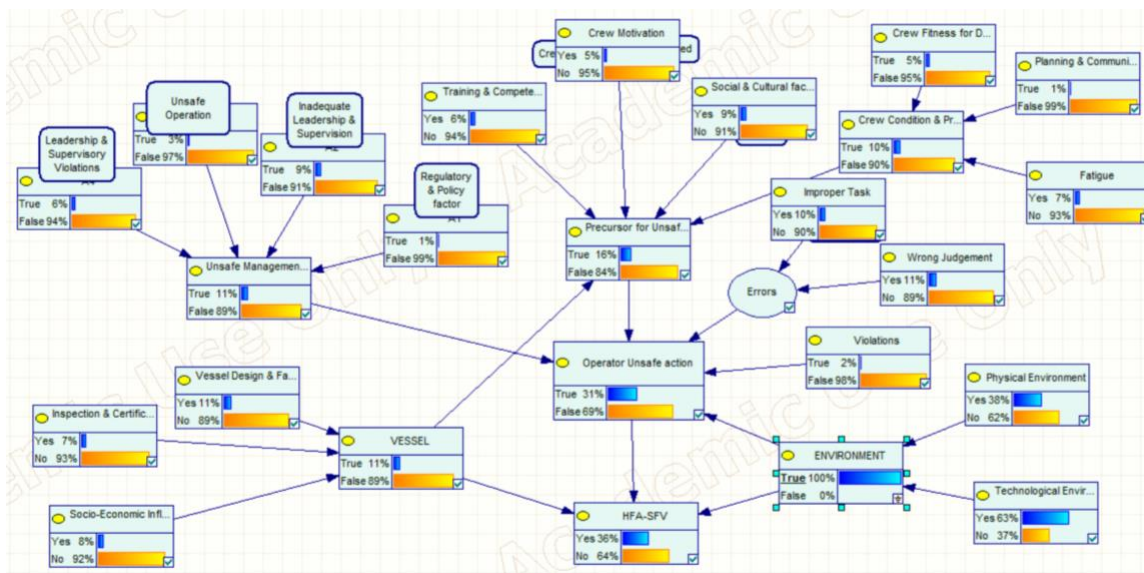 Crew Motivation
Yes 5%
No 95%
Cre
ed
Crew Fitness for D...
True 5%
False 95%
Planning & Communi...
True 1%
False 99%
Unsafe
Operation
True 3%
False 97%
Inadequate
Leadership &
Supervision
A2
True 9%
False 91%
Training & Compete...
Yes 6%
No 94%
Social & Cultural fac...
Yes 9%
No 91%
Crew Condition & Pr...
True 10%
False 90%
Leadership &
Supervisory
Violations
True 6%
False 94%
Regulatory
& Policy
factor
A1
True 1%
False 99%
Improper Task
Yes 10%
No 90%
Fatigue
Yes 7%
No 93%
Precursor for Unsaf...
True 16%
False 84%
Unsafe Managemen...
True 11%
False 89%
Wrong Judgement
Yes 11%
No 89%
Errors
Operator Unsafe action
True 31%
False 69%
Violations
True 2%
False 98%
Vessel Design & Fa...
Yes 11%
No 89%
Physical Environment
Yes 38%
No 62%
Inspection & Certific...
Yes 7%
No 93%
VESSEL
True 11%
False 89%
ENVIRONMENT
True 100%
False 0%
Technological Envir...
Yes 63%
No 37%
Socio-Economic Infl...
Yes 8%
No 92%
HFA-SFV
Yes 36%
No 64%
Academic Use Only